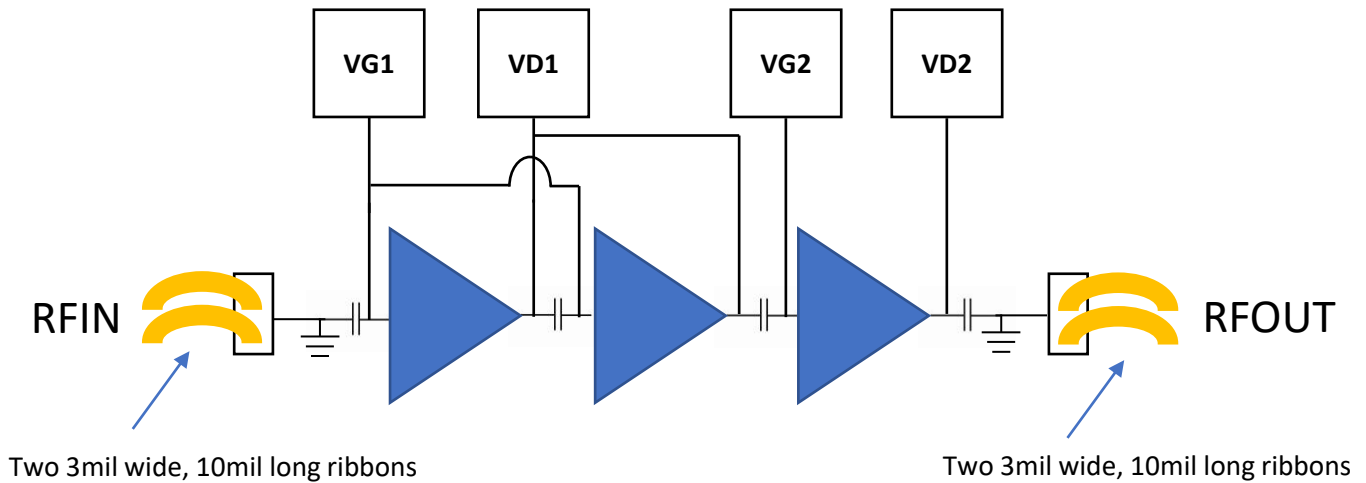 VG1
VD1
VG2
VD2
RFIN
RFOUT
Two 3mil wide, 10mil long ribbons
Two 3mil wide, 10mil long ribbons